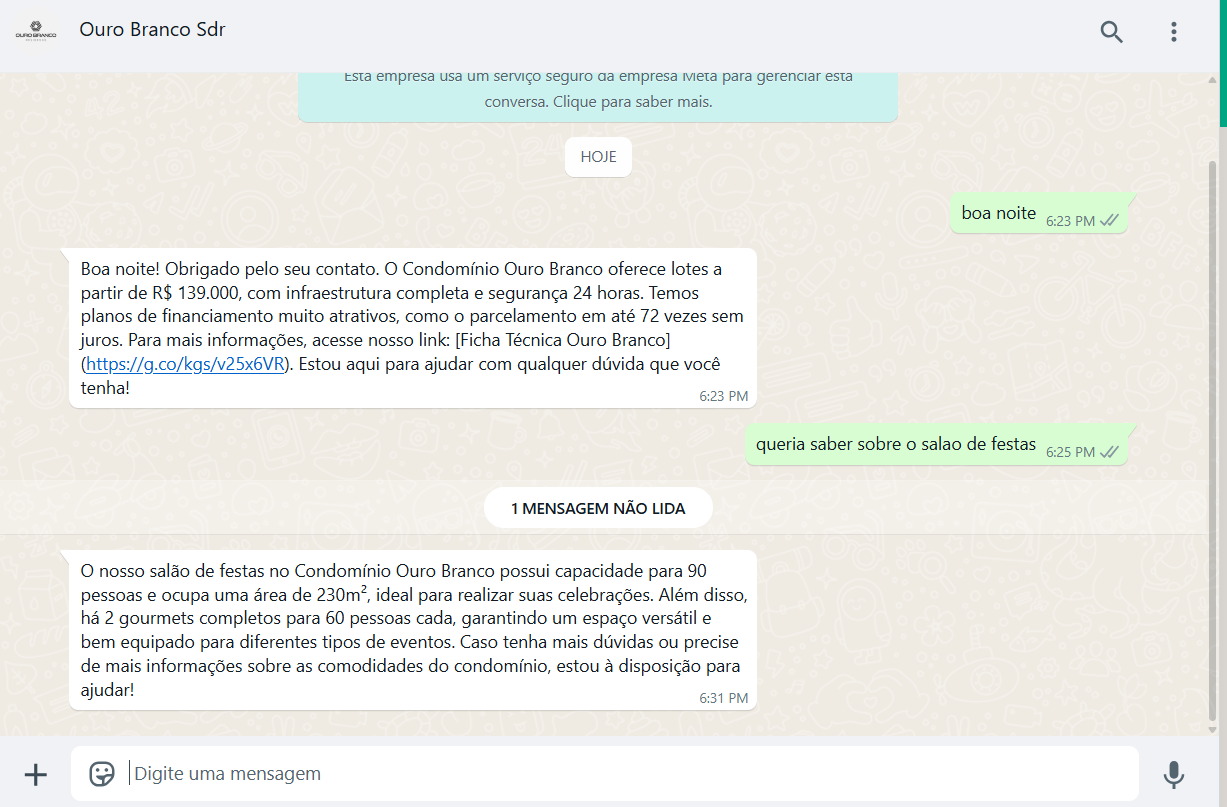 OURO BRANCO
Ouro Branco Sdr
Esta empresa usa um serviço seguro da empresa Meta para gerenciar esta
conversa. Clique para saber mais.
HOJE
boa noite 6:23 PM
Boa noite! Obrigado pelo seu contato. O Condomínio Ouro Branco oferece lotes a
partir de R$ 139.000, com infraestrutura completa e segurança 24 horas. Temos
planos de financiamento muito atrativos, como o parcelamento em até 72 vezes sem
juros. Para mais informações, acesse nosso link: [Ficha Técnica Ouro Branco]
(https://g.co/kgs/v25x6VR). Estou aqui para ajudar com qualquer dúvida que você
tenha!
6:23 PM
queria saber sobre o salao de festas 6:25 PM
1 MENSAGEM NÃO LIDA
O nosso salão de festas no Condomínio Ouro Branco possui capacidade para 90
pessoas e ocupa uma área de 230m², ideal para realizar suas celebrações. Além disso,
há 2 gourmets completos para 60 pessoas cada, garantindo um espaço versátil e
bem equipado para diferentes tipos de eventos. Caso tenha mais dúvidas ou precise
de mais informações sobre as comodidades do condomínio, estou à disposição para
ajudar!
6:31 PM
Digite uma mensagem